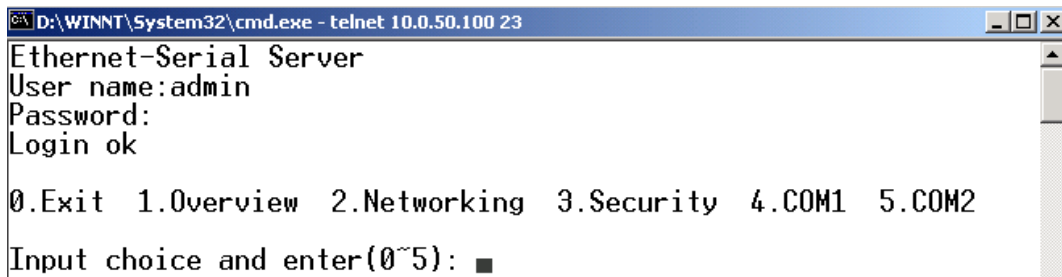 D:\WINNT\System32\cmd.exe - telnet 10.0.50.100 23
Ethernet-Serial Server
User name:admin
Password:
Login ok
0.Exit 1.Overview 2.Networking 3.Security 4.COM1 5.COM2
Input choice and enter(0~5):